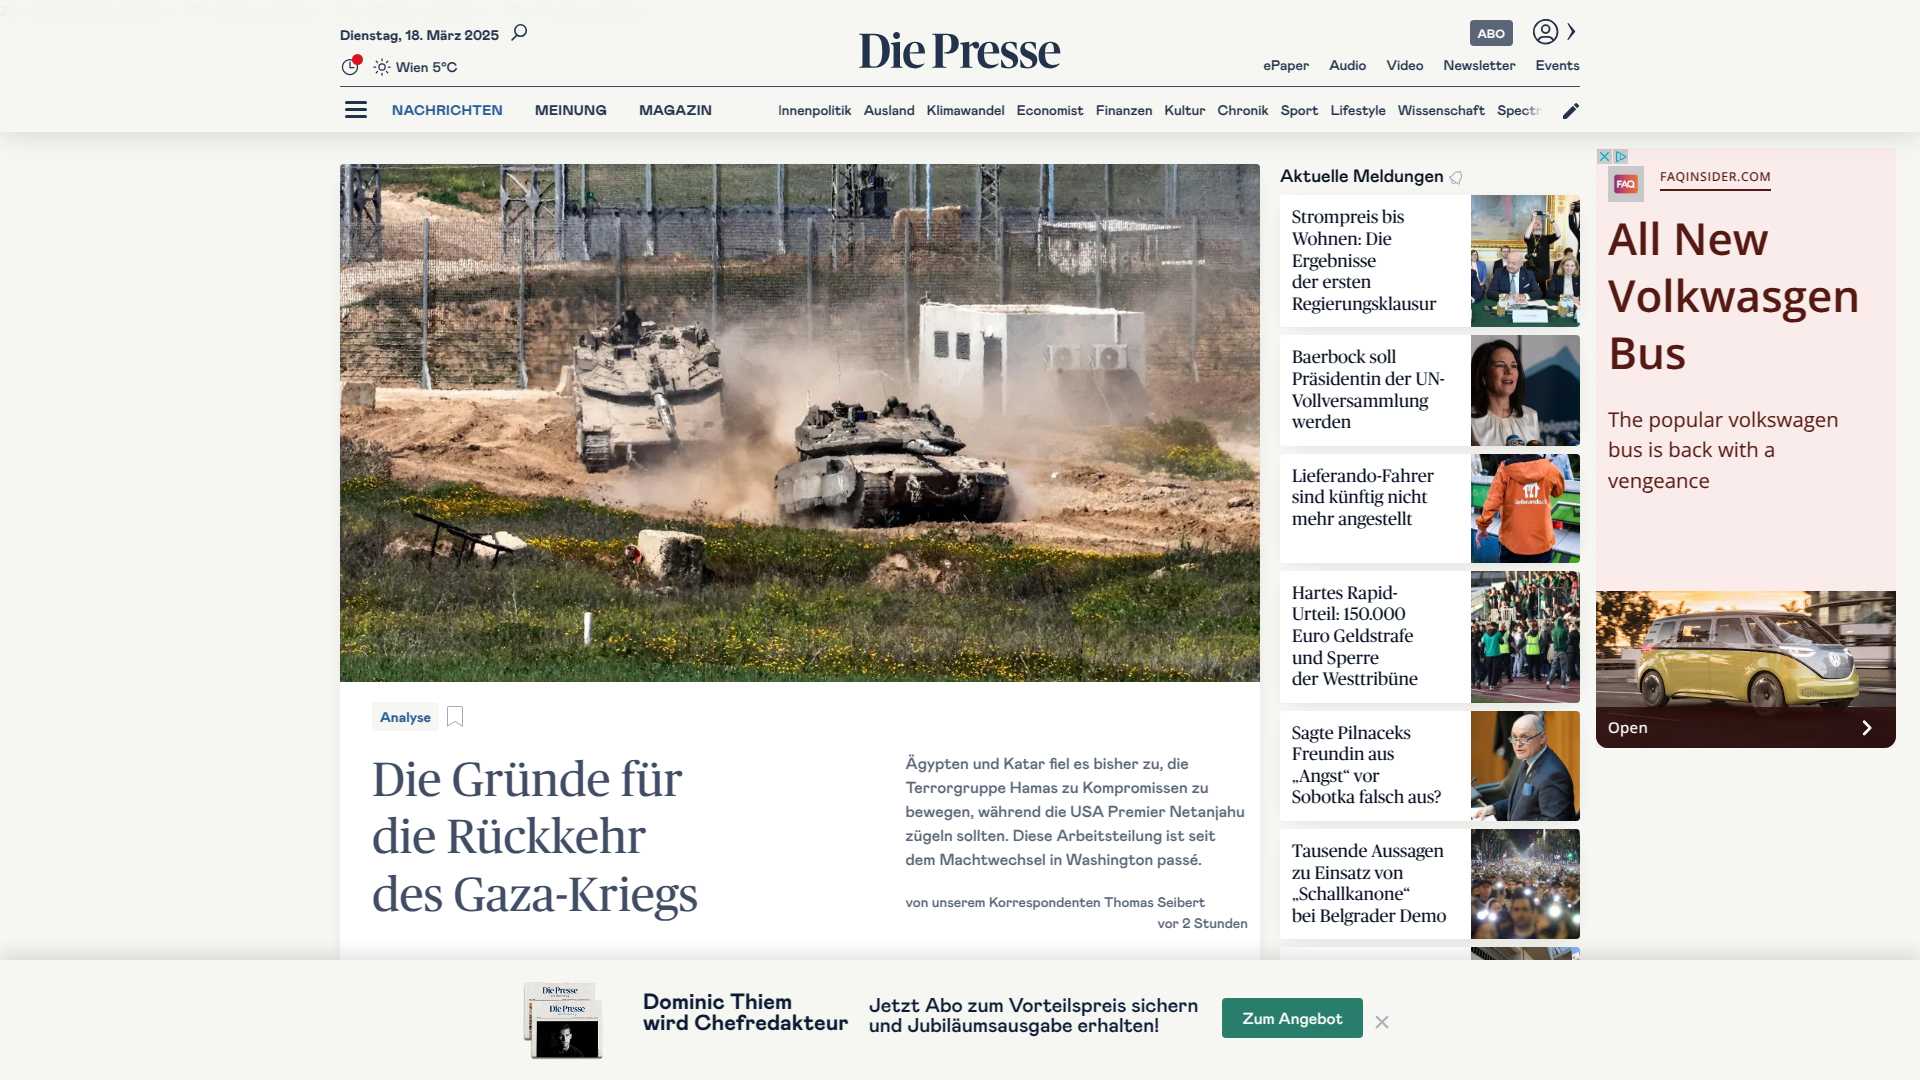 Dienstag, 18. März 2025
Wien 5°C
Die Presse
ABO
ePaper Audio Video Newsletter Events
NACHRICHTEN MEINUNG MAGAZIN
Innenpolitik Ausland Klimawandel Economist Finanzen Kultur Chronik Sport Lifestyle Wissenschaft Spectr
Analyse
Die Gründe für
die Rückkehr
des Gaza-Kriegs
Ägypten und Katar fiel es bisher zu, die
Terrorgruppe Hamas zu Kompromissen zu
bewegen, während die USA Premier Netanjahu
zügeln sollten. Diese Arbeitsteilung ist seit
dem Machtwechsel in Washington passé.
von unserem Korrespondenten Thomas Seibert
vor 2 Stunden
Aktuelle Meldungen
Strompreis bis
Wohnen: Die
Ergebnisse
der ersten
Regierungsklausur
Baerbock soll
Präsidentin der UN-
Vollversammlung
werden
Lieferando-Fahrer
sind künftig nicht
mehr angestellt
Hartes Rapid-
Urteil: 150.000
Euro Geldstrafe
und Sperre
der Westtribüne
Sagte Pilnaceks
Freundin aus
„Angst“ vor
Sobotka falsch aus?
Tausende Aussagen
zu Einsatz von
„Schallkanone“
bei Belgrader Demo
FAQ
FAQINSIDER.COM
All New
Volkwasgen
Bus
The popular volkswagen
bus is back with a
vengeance
Open
Die Presse
Die Presse
Dominic Thiem
wird Chefredakteur
Jetzt Abo zum Vorteilspreis sichern
und Jubiläumsausgabe erhalten!
Zum Angebot